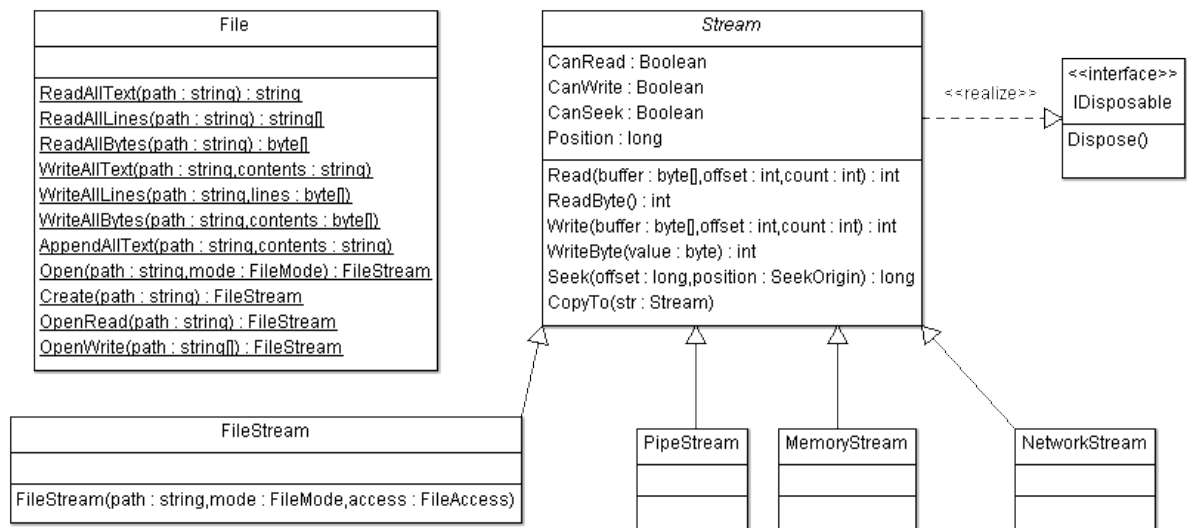 File
ReadAllText(path : string) : string
ReadAllLines(path : string) : string[]
ReadAllBytes(path : string) : byte[]
WriteAllText(path : string,contents : string)
WriteAllLines(path : string,lines : byte[])
WriteAllBytes(path : string,contents : byte[])
AppendAllText(path : string,contents : string)
Open(path : string,mode : FileMode) : FileStream
Create(path : string) : FileStream
OpenRead(path : string) : FileStream
OpenWrite(path : string[]) : FileStream
Stream
CanRead : Boolean
CanWrite : Boolean
CanSeek : Boolean
Position : long
Read(buffer : byte[],offset : int,count : int) : int
ReadByte() : int
Write(buffer : byte[],offset : int,count : int) : int
WriteByte(value : byte) : int
Seek(offset : long,position : SeekOrigin) : long
CopyTo(str : Stream)
<<realize>>
<<interface>>
IDisposable
Dispose()
FileStream
FileStream(path : string,mode : FileMode,access : FileAccess)
PipeStream
MemoryStream
NetworkStream